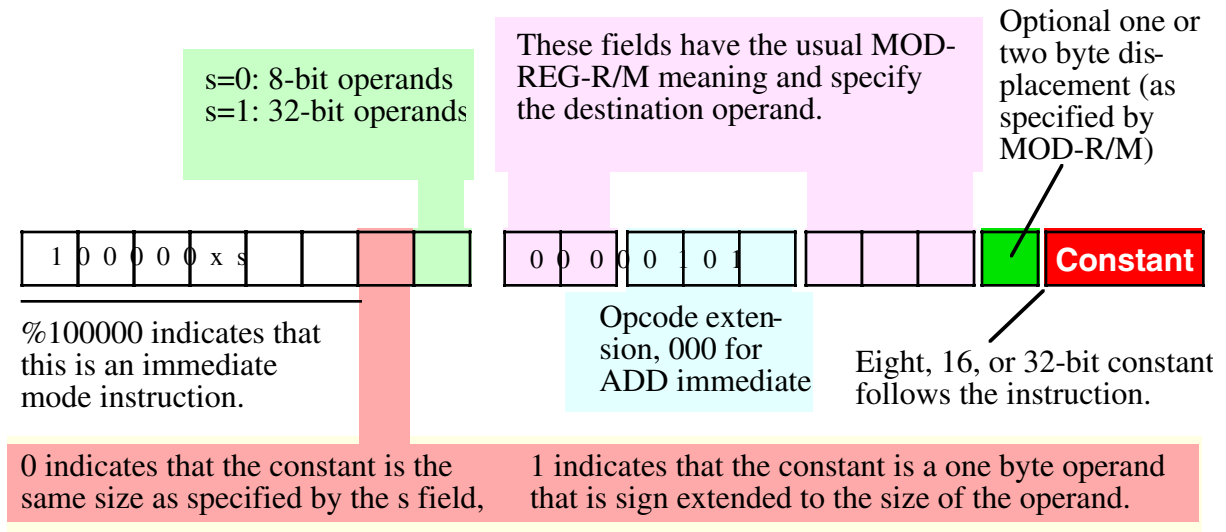 s=0: 8-bit operands
s=1: 32-bit operands
These fields have the usual MOD-
REG-R/M meaning and specify
the destination operand.
Optional one or
two byte dis-
placement (as
specified by
MOD-R/M)
1 0 0 0 0 0 x s
0 0 0 0 0 1 0 1
Constant
%100000 indicates that
this is an immediate
mode instruction.
Opcode exten-
sion, 000 for
ADD immediate
Eight, 16, or 32-bit constant
follows the instruction.
0 indicates that the constant is the
same size as specified by the s field,
1 indicates that the constant is a one byte operand
that is sign extended to the size of the operand.